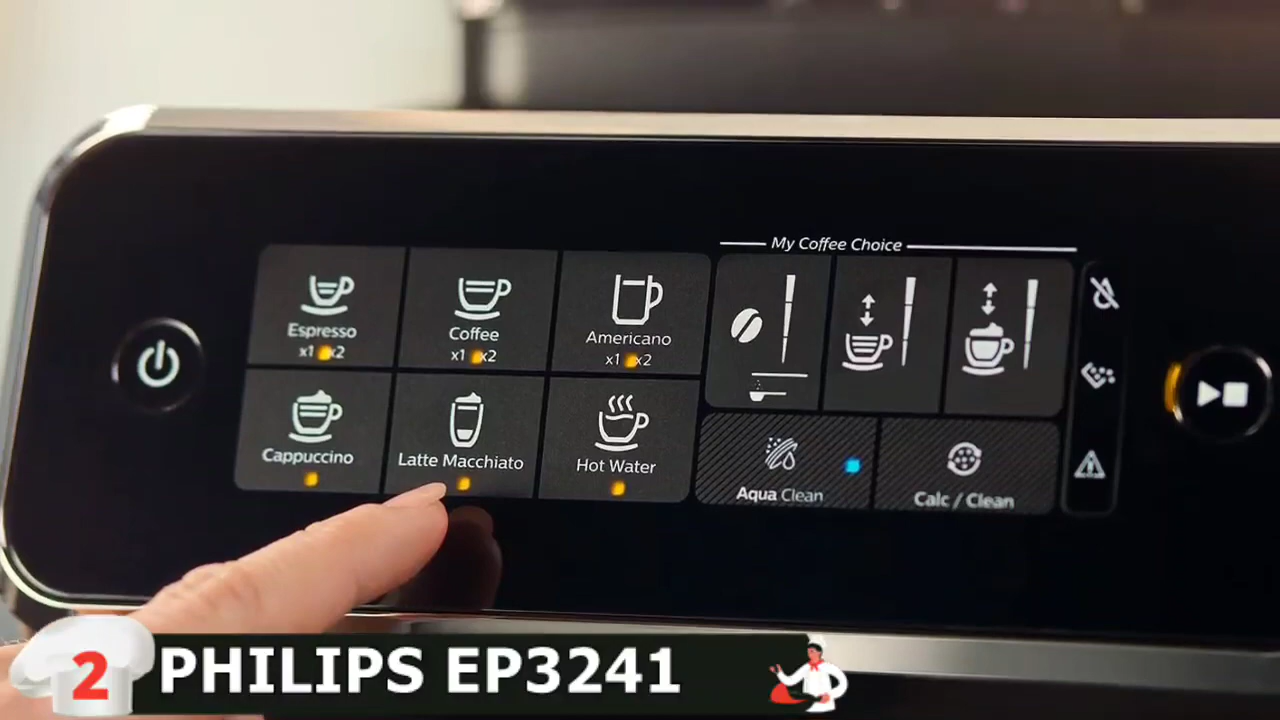 My Coffee Choice
Espresso
x1 x2
Coffee
x1 x2
Americano
x1 x2
Cappuccino
Latte Macchiato
Hot Water
Aqua Clean
Calc / Clean
2
PHILIPS EP3241